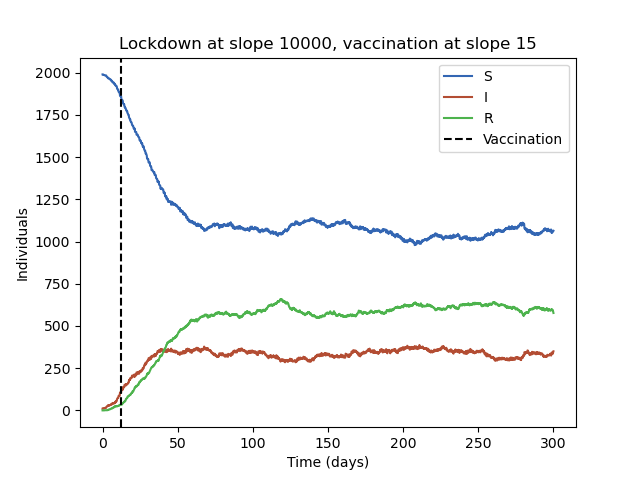 Lockdown at slope 10000, vaccination at slope 15
S
I
R
Vaccination
2000
1750
1500
1250
1000
750
500
250
0
Individuals
0 50 100 150 200 250 300
Time (days)